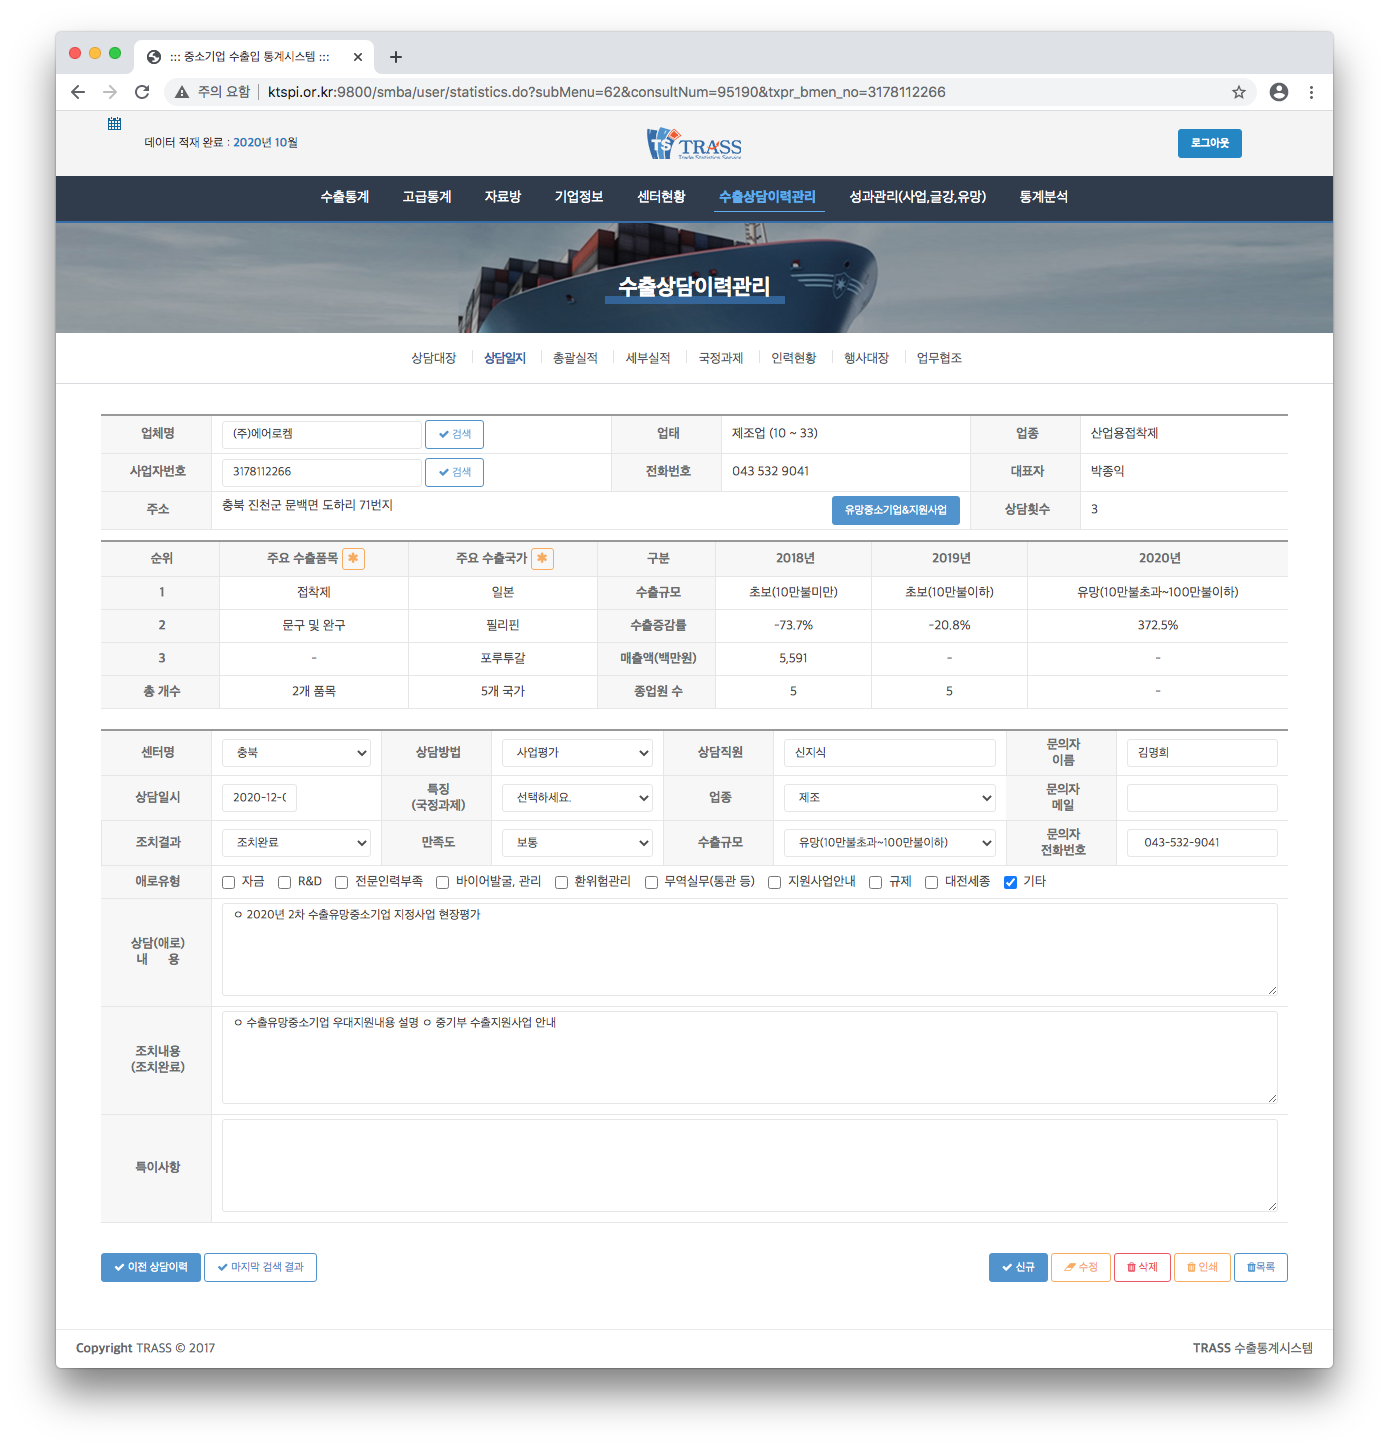 ::: 중소기업 수출입 통계시스템 :::
주의 요함 ktspi.or.kr:9800/smba/user/statistics.do?subMenu=62&consultNum=95190&txpr_bmen_no=3178112266
데이터 적재 완료 : 2020년 10월
TS TRASS
Trade Statistics Service
로그아웃
수출통계 고급통계 자료방 기업정보 센터현황 수출상담이력관리 성과관리(사업,글강,유망) 통계분석
수출상담이력관리
상담대장 상담일지 총괄실적 세부실적 국정과제 인력현황 행사대장 업무협조
업체명 (주)에어로켐 검색 업태 제조업 (10 ~ 33) 업종 산업용접착제
사업자번호 3178112266 검색 전화번호 043 532 9041 대표자 박종익
주소 충북 진천군 문백면 도하리 71번지 유망중소기업&지원사업 상담횟수 3
순위 주요 수출품목 * 주요 수출국가 * 구분 2018년 2019년 2020년
1 접착제 일본 수출규모 초보(10만불미만) 초보(10만불이하) 유망(10만불초과~100만불이하)
2 문구 및 완구 필리핀 수출증감률 -73.7% -20.8% 372.5%
3 - 포루투갈 매출액(백만원) 5,591 - -
총 개수 2개 품목 5개 국가 종업원 수 5 5 -
센터명 충북 상담방법 사업평가 상담직원 신지식 문의자
이름 김명희
상담일시 2020-12-0 특징
(국정과제) 선택하세요. 업종 제조 문의자
메일
조치결과 조치완료 만족도 보통 수출규모 유망(10만불초과~100만불이하) 문의자
전화번호 043-532-9041
애로유형 자금 R&D 전문인력부족 바이어발굴, 관리 환위험관리 무역실무(통관 등) 지원사업안내 규제 대전세종 기타
상담(애로)
내 용
ㅇ 2020년 2차 수출유망중소기업 지정사업 현장평가
조치내용
(조치완료)
ㅇ 수출유망중소기업 우대지원내용 설명 ㅇ 중기부 수출지원사업 안내
특이사항
이전 상담이력 마지막 검색 결과 신규 수정 삭제 인쇄 목록
Copyright TRASS © 2017 TRASS 수출통계시스템